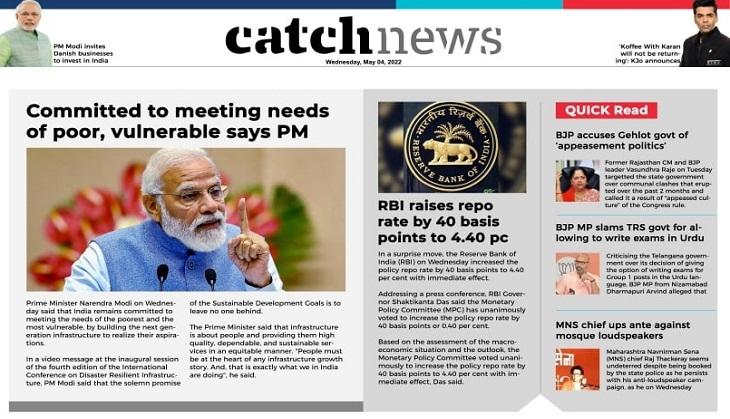 PM Modi invites
Danish businesses
to invest in India
catchnews
Wednesday, May 04, 2022
'Koffee With Karan
will not be return-
ing': KJo announces
Committed to meeting needs
of poor, vulnerable says PM
Prime Minister Narendra Modi on Wednes-
day said that India remains committed to
meeting the needs of the poorest and the
most vulnerable, by building the next gen-
eration infrastructure to realize their aspira-
tions.
In a video message at the inaugural session
of the fourth edition of the International
Conference on Disaster Resilient Infrastruc-
ture, PM Modi said that the solemn promise
of the Sustainable Development Goals is to
leave no one behind.
The Prime Minister said that infrastructure
is about people and providing them high
quality, dependable, and sustainable ser-
vices in an equitable manner. "People must
be at the heart of any infrastructure growth
story. And, that is exactly what we in India
are doing", he said.
भारतीय रिज़र्व बैंक
RESERVE BANK OF INDIA
RBI raises repo
rate by 40 basis
points to 4.40 pc
In a surprise move, the Reserve Bank of
India (RBI) on Wednesday increased the
policy repo rate by 40 basis points to 4.40
per cent with immediate effect.
Addressing a press conference, RBI Gover-
nor Shaktikanta Das said the Monetary
Policy Committee (MPC) has unanimously
voted to increase the policy repo rate by
40 basis points or 0.40 per cent.
Based on the assessment of the macro-
economic situation and the outlook, the
Monetary Policy Committee voted unani-
mously to increase the policy repo rate by
40 basis points to 4.40 per cent with im-
mediate effect, Das said.
QUICK Read
BJP accuses Gehlot govt of
'appeasement politics'
Former Rajasthan CM and BJP
leader Vasundhra Raje on Tuesday
targetted the state government
over communal clashes that erup-
ted over the past 2 months and
called it a result of "appeased cul-
ture" of the Congress rule.
BJP MP slams TRS govt for al-
lowing to write exams in Urdu
Criticising the Telangana govern-
ment over its decision of giving
the option of writing exams for
Group 1 posts in the Urdu lan-
guage, BJP MP from Nizamabad
Dharmapuri Arvind alleged that
MNS chief ups ante against
mosque loudspeakers
Maharashtra Navnirman Sena
(MNS) chief Raj Thackeray seems
undeterred despite being booked
by the state police as he persists
with his anti-loudspeaker cam-
paign, as he on Wednesday